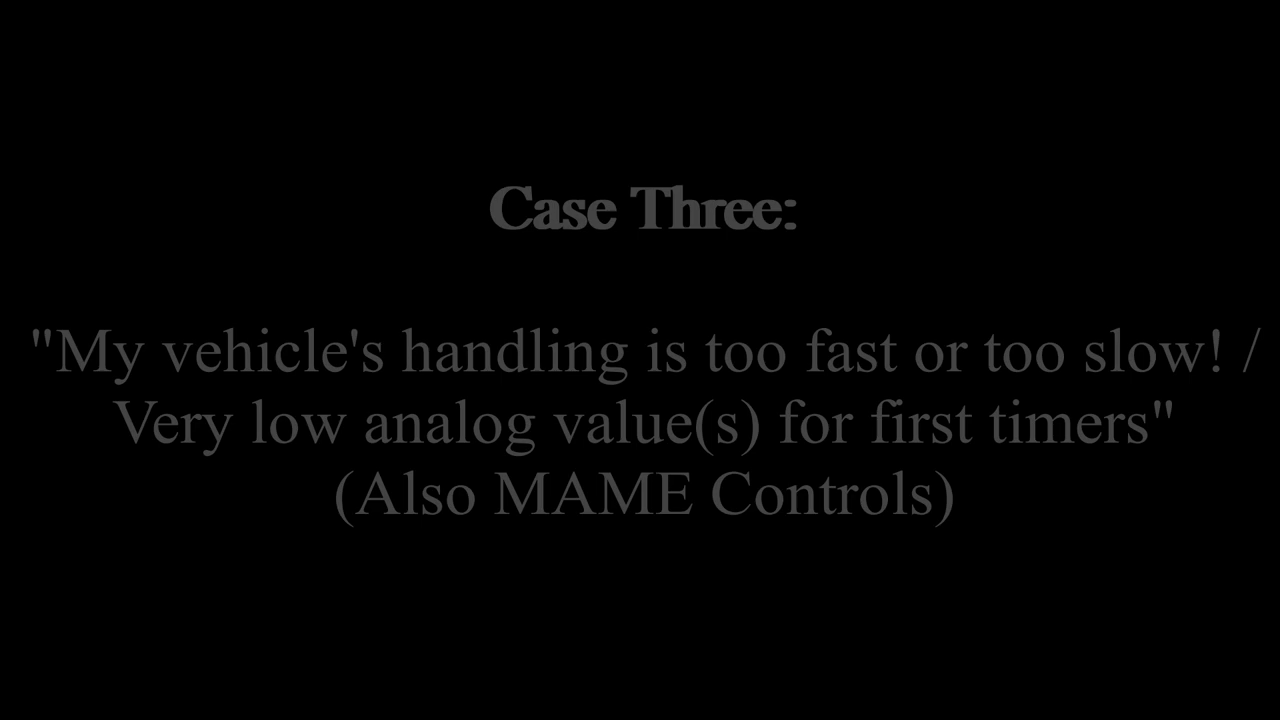 Case Three:
"My vehicle's handling is too fast or too slow! /
Very low analog value(s) for first timers"
(Also MAME Controls)